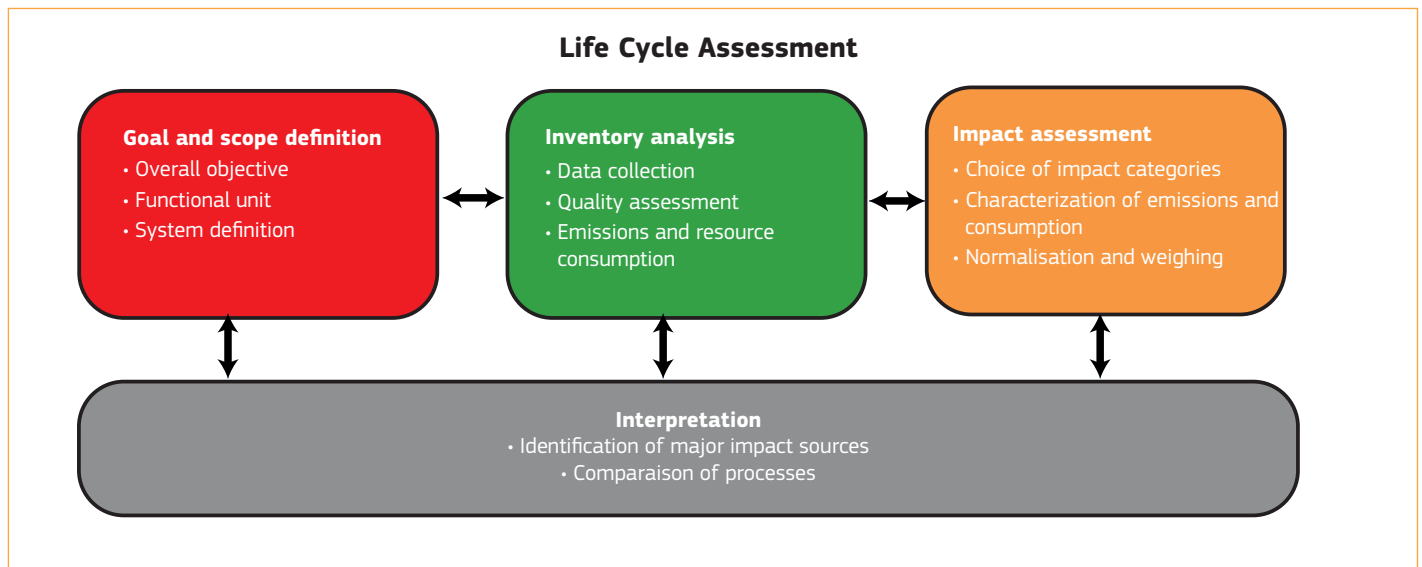 Life Cycle Assessment
Goal and scope definition
• Overall objective
• Functional unit
• System definition
Inventory analysis
• Data collection
• Quality assessment
• Emissions and resource
consumption
Impact assessment
• Choice of impact categories
• Characterization of emissions and
consumption
• Normalisation and weighing
Interpretation
• Identification of major impact sources
• Comparaison of processes